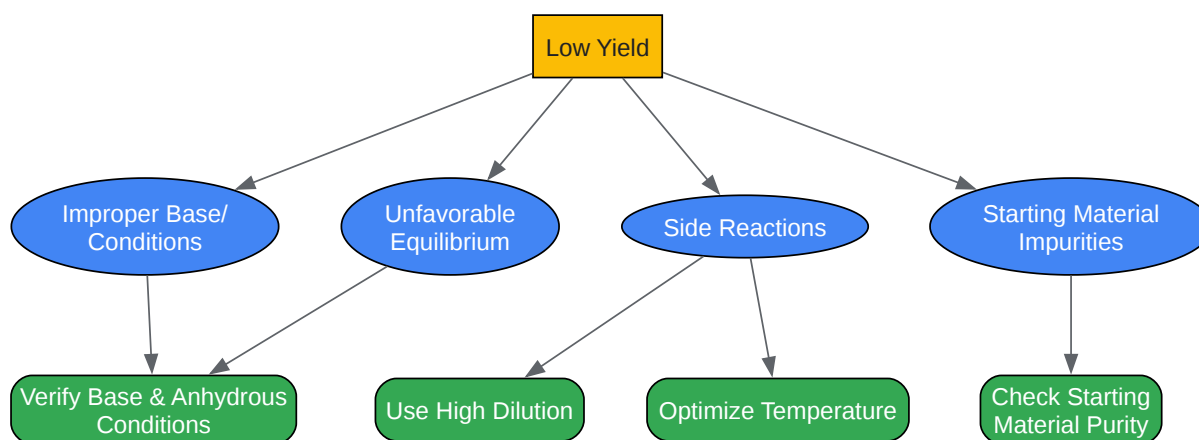 Low Yield
Improper Base/
Conditions
Unfavorable
Equilibrium
Side Reactions
Starting Material
Impurities
Verify Base & Anhydrous
Conditions
Use High Dilution
Optimize Temperature
Check Starting
Material Purity